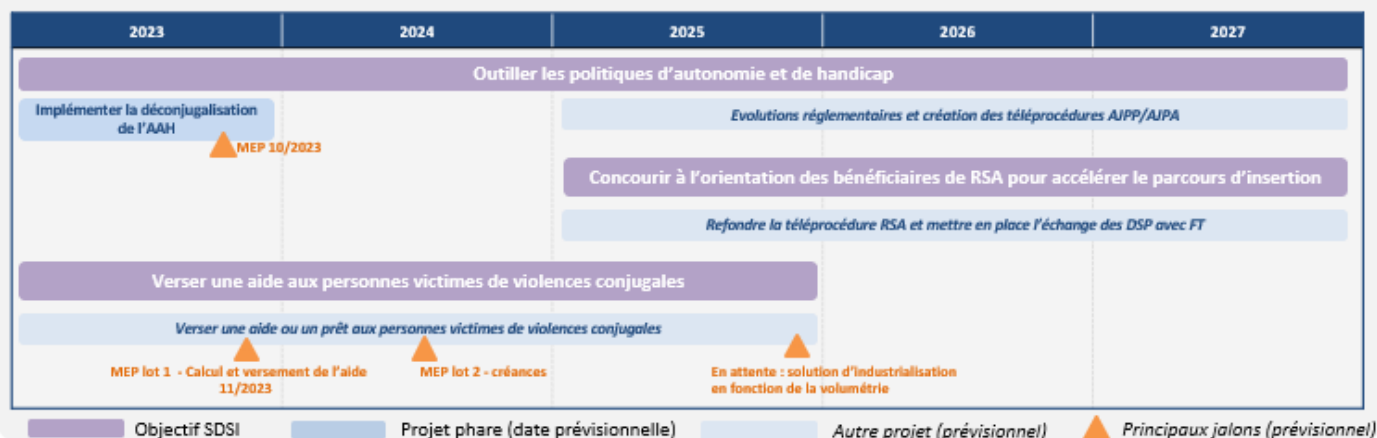 2023 2024 2025 2026 2027
Outiller les politiques d'autonomie et de handicap
Implémenter la déconjugalisation
de l'AAH
Evolutions réglementaires et création des téléprocédures AJPP/AJPA
MEP 10/2023
Concourir à l'orientation des bénéficiaires de RSA pour accélérer le parcours d'insertion
Refondre la téléprocédure RSA et mettre en place l'échange des DSP avec FT
Verser une aide aux personnes victimes de violences conjugales
Verser une aide ou un prêt aux personnes victimes de violences conjugales
MEP lot 1 - Calcul et versement de l'aide
11/2023
MEP lot 2 - créances
En attente : solution d'industrialisation
en fonction de la volumétrie
Objectif SDSI
Projet phare (date prévisionnelle)
Autre projet (prévisionnel)
Principaux jalons (prévisionnel)